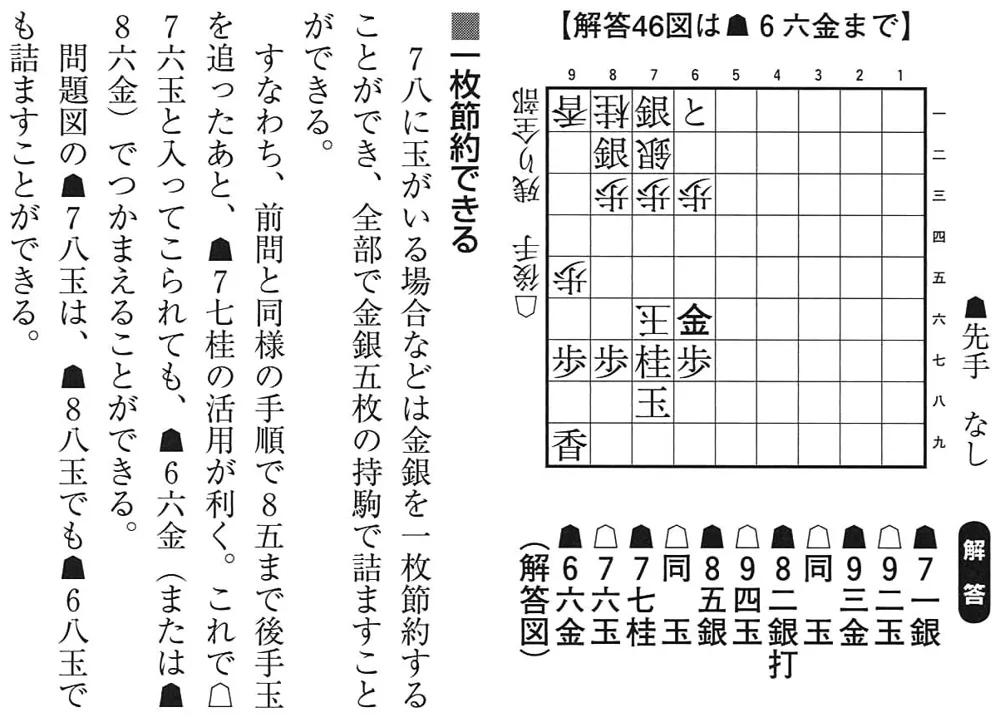 【解答46図は☗6六金まで】
9 8 7 6 5 4 3 2 1
香 桂 銀 と 一
銀 銀 二
歩 歩 歩 三
四
歩 五
王 金 六
歩 歩 桂 歩 七
玉 八
香 九
☗先手 なし
☖後手 残り全部
解答
☗7一銀
☖9二玉
☗9三金
☖同 玉
☗8二銀打
☖9四玉
☗8五銀
☖同 玉
☗7七桂
☖7六玉
☗6六金
(解答図)
■一枚節約できる
7八に玉がいる場合などは金銀を一枚節約する
ことができ、全部で金銀五枚の持駒で詰ますこと
ができる。
すなわち、前問と同様の手順で8五まで後手玉
を追ったあと、☗7七桂の活用が利く。これで☖
7六玉と入ってこられても、☗6六金(または☗
8六金)でつかまえることができる。
問題図の☗7八玉は、☗8八玉でも☗6八玉で
も詰ますことができる。